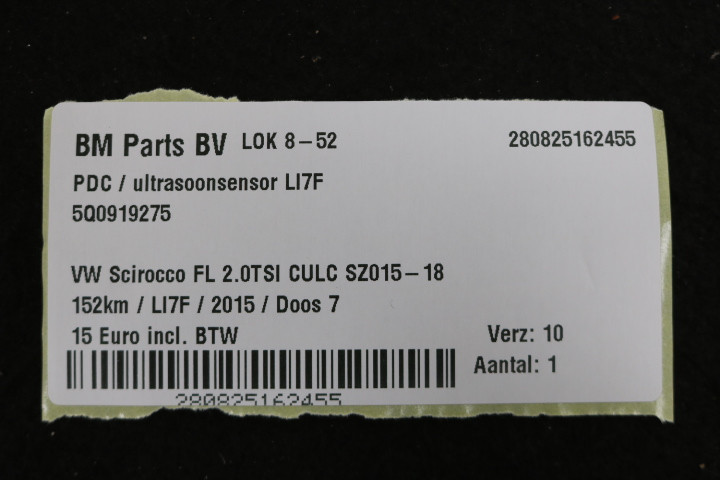 BM Parts BV LOK 8-52 280825162455
PDC / ultrasoonsensor LI7F
5Q0919275
VW Scirocco FL 2.0TSI CULC SZ015-18
152km / LI7F / 2015 / Doos 7
15 Euro incl. BTW Verz: 10
Aantal: 1
280825162455